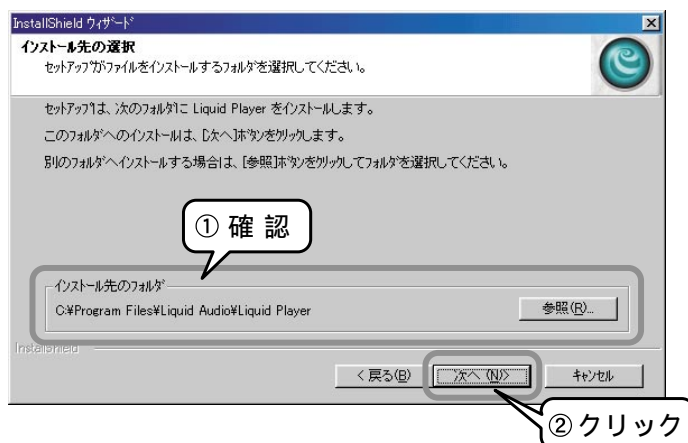 InstallShield ウィザード
インストール先の選択
セットアップがファイルをインストールするフォルダを選択してください。
セットアップは、次のフォルダに Liquid Player をインストールします。
このフォルダへのインストールは、[次へ]ボタンをクリックします。
別のフォルダへインストールする場合は、[参照]ボタンをクリックしてフォルダを選択してください。
① 確 認
インストール先のフォルダ
C:¥Program Files¥Liquid Audio¥Liquid Player
参照(R)...
InstallShield
< 戻る(B)
次へ (N)>
キャンセル
② クリック